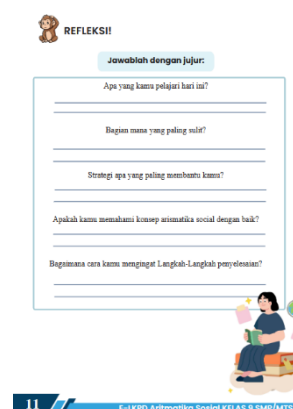 REFLEKSI!
Jawablah dengan jujur:
Apa yang kamu pelajari hari ini?
Bagian mana yang paling sulit?
Strategi apa yang paling membantu kamu?
Apakah kamu memahami konsep arismatika social dengan baik?
Bagaimana cara kamu mengingat Langkah-Langkah penyelesaian?
11
E-LKPD Aritmatika Sosial KELAS 9 SMP/MTS